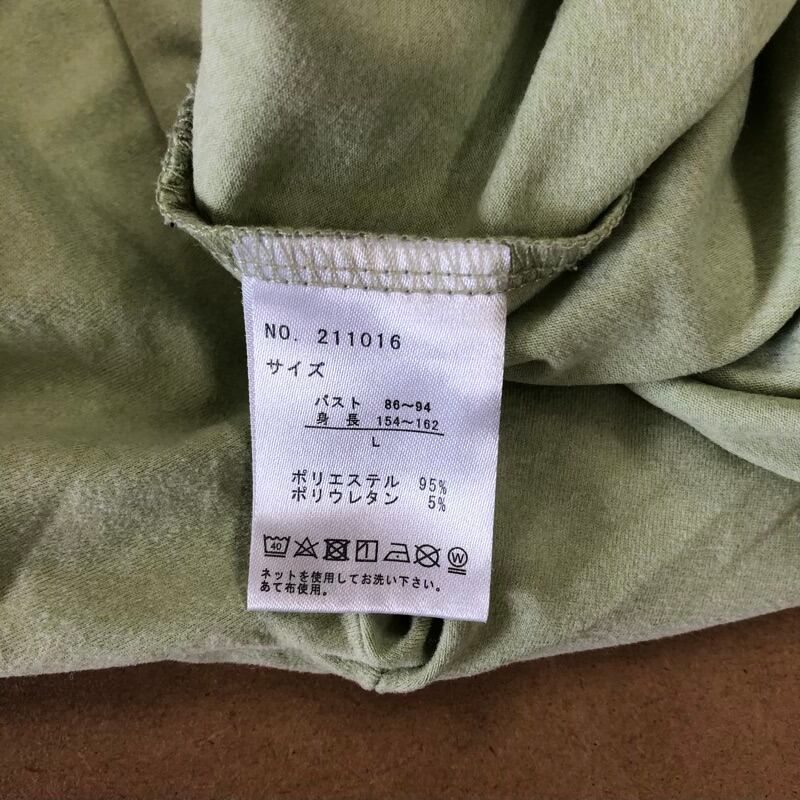 NO. 211016
サイズ
バスト 86〜94
身 長 154〜162
L
ポリエステル 95%
ポリウレタン 5%
40 W
ネットを使用してお洗い下さい。
あて布使用。